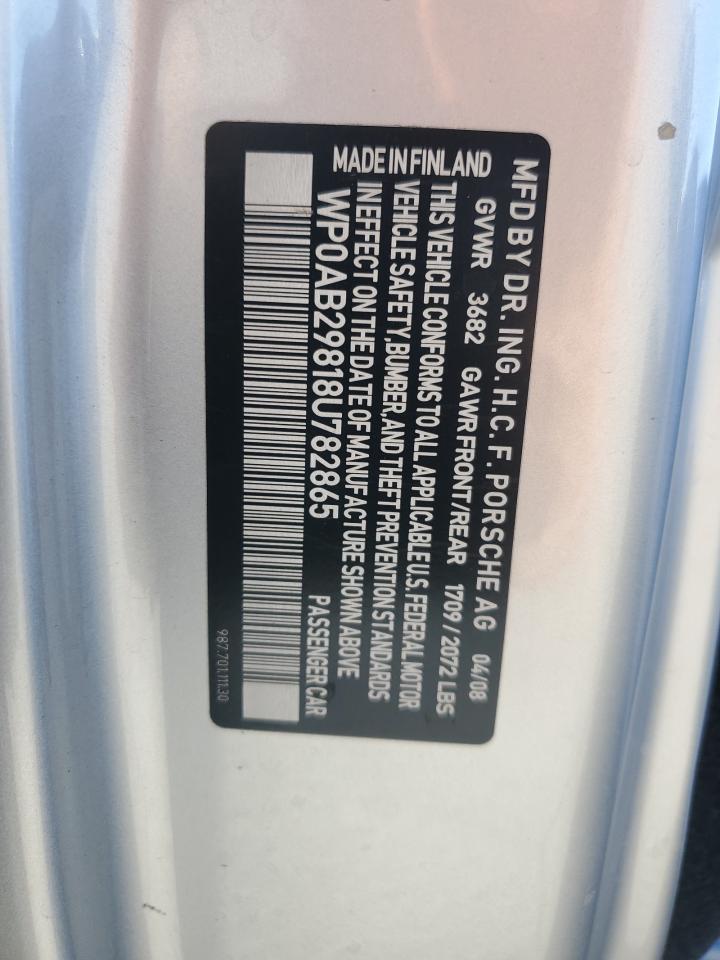 MFD BY DR. ING. H.C. F. PORSCHE AG 04/08
GVWR 3682 GAWR FRONT/REAR 1709/2072 LBS
THIS VEHICLE CONFORMS TO ALL APPLICABLE U.S. FEDERAL MOTOR
VEHICLE SAFETY, BUMPER, AND THEFT PREVENTION STANDARDS
IN EFFECT ON THE DATE OF MANUFACTURE SHOWN ABOVE
MADE IN FINLAND
WP0AB29818U782865
PASSENGER CAR
987.701.111.30